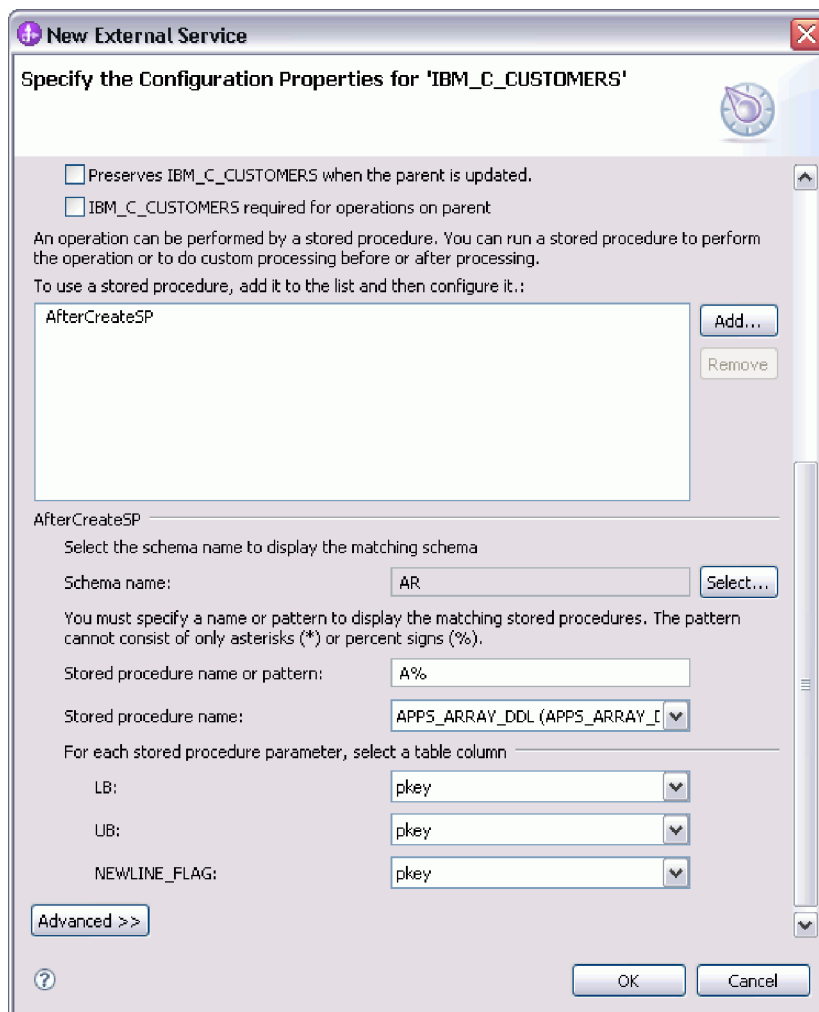 New External Service
Specify the Configuration Properties for 'IBM_C_CUSTOMERS'
Preserves IBM_C_CUSTOMERS when the parent is updated.
IBM_C_CUSTOMERS required for operations on parent
An operation can be performed by a stored procedure. You can run a stored procedure to perform
the operation or to do custom processing before or after processing.
To use a stored procedure, add it to the list and then configure it.:
AfterCreateSP
Add...
Remove
AfterCreateSP
Select the schema name to display the matching schema
Schema name:
AR
Select...
You must specify a name or pattern to display the matching stored procedures. The pattern
cannot consist of only asterisks (*) or percent signs (%).
Stored procedure name or pattern:
A%
Stored procedure name:
APPS_ARRAY_DDL (APPS_ARRAY_D
For each stored procedure parameter, select a table column
LB:
pkey
UB:
pkey
NEWLINE_FLAG:
pkey
Advanced >>
?
OK
Cancel